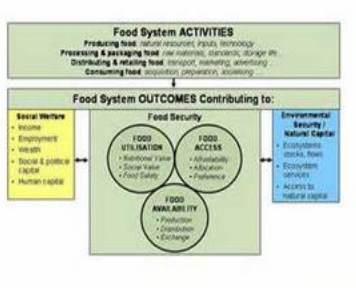 Food System ACTIVITIES
Producing food: natural resources, inputs, technology
Processing & packaging food: raw materials, standards, storage life
Distributing & retailing food: transport, marketing, advertising
Consuming food: acquisition, preparation, socialising
Food System OUTCOMES Contributing to:
Social Welfare
• Income
• Employment
• Wealth
• Social & political
capital
• Human capital
Food Security
FOOD
UTILISATION
• Nutritional Value
• Social Value
• Food Safety
FOOD
ACCESS
• Affordability
• Allocation
• Preference
FOOD
AVAILABILITY
• Production
• Distribution
• Exchange
Environmental
Security /
Natural Capital
• Ecosystems
stocks, flows
• Ecosystem
services
• Access to
natural capital